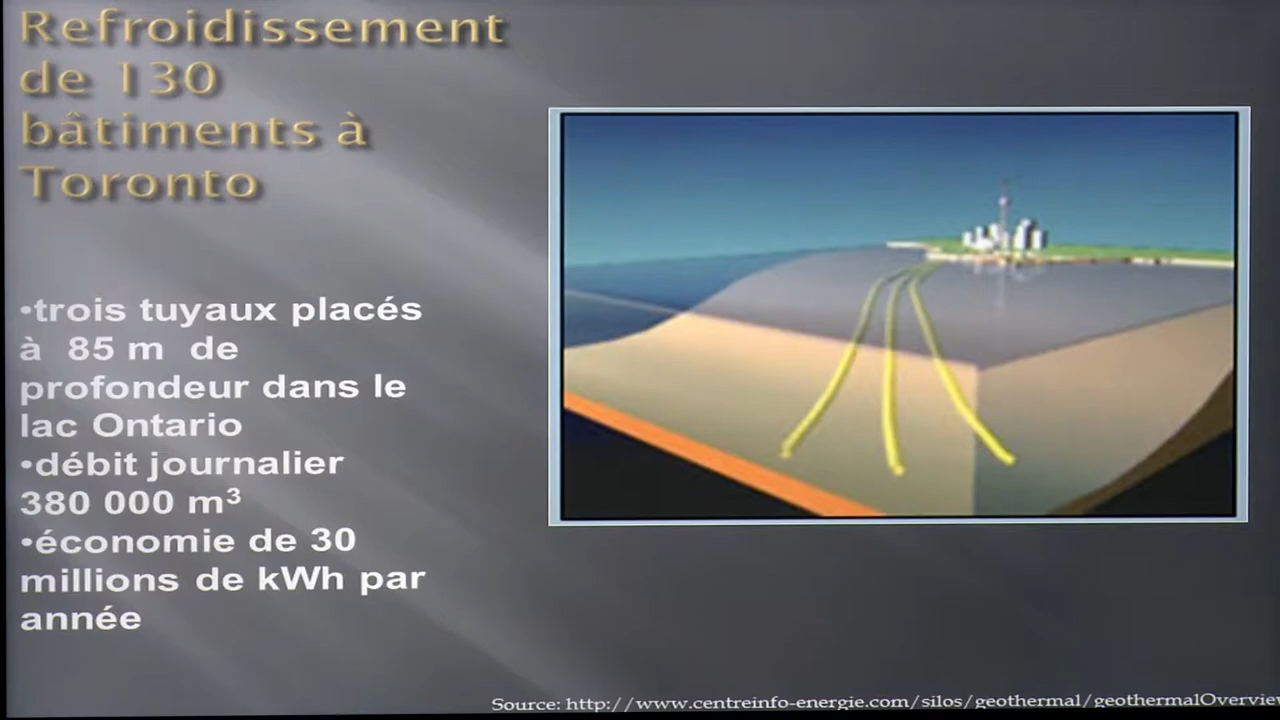 Refroidissement
de 130
bâtiments à
Toronto
•trois tuyaux placés
à 85 m de
profondeur dans le
lac Ontario
•débit journalier
380 000 m³
•économie de 30
millions de kWh par
année
Source: http://www.centreinfo-energie.com/silos/geothermal/geothermalOvervie